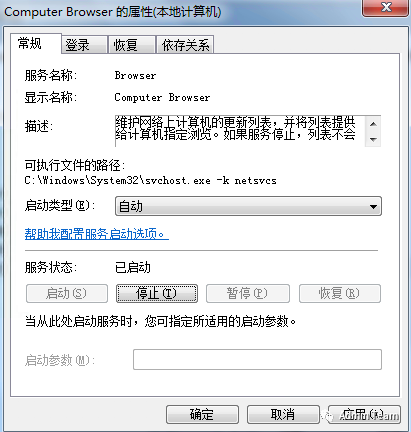 Computer Browser 的属性(本地计算机)
常规 登录 恢复 依存关系
服务名称: Browser
显示名称: Computer Browser
描述: 维护网络上计算机的更新列表，并将列表提供
给计算机指定浏览。如果服务停止，列表不会
可执行文件的路径:
C:\Windows\System32\svchost.exe -k netsvcs
启动类型(E): 自动
帮助我配置服务启动选项。
服务状态: 已启动
启动(S) 停止(T) 暂停(P) 恢复(R)
当从此处启动服务时，您可指定所适用的启动参数。
启动参数(M):
确定 取消 应用(A)
Admin Team